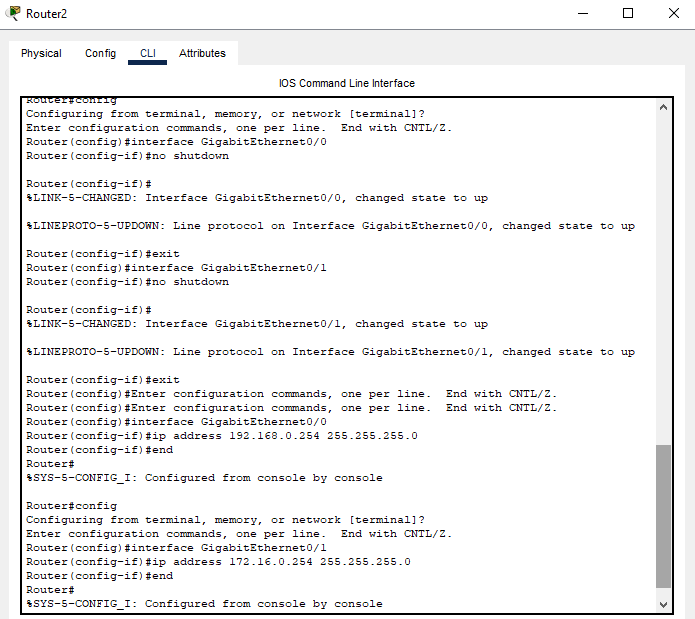 Router2
Physical Config CLI Attributes
IOS Command Line Interface
Router#config
Configuring from terminal, memory, or network [terminal]?
Enter configuration commands, one per line.  End with CNTL/Z.
Router(config)#interface GigabitEthernet0/0
Router(config-if)#no shutdown
Router(config-if)#
%LINK-5-CHANGED: Interface GigabitEthernet0/0, changed state to up
%LINEPROTO-5-UPDOWN: Line protocol on Interface GigabitEthernet0/0, changed state to up
Router(config-if)#exit
Router(config)#interface GigabitEthernet0/1
Router(config-if)#no shutdown
Router(config-if)#
%LINK-5-CHANGED: Interface GigabitEthernet0/1, changed state to up
%LINEPROTO-5-UPDOWN: Line protocol on Interface GigabitEthernet0/1, changed state to up
Router(config-if)#exit
Router(config)#Enter configuration commands, one per line.  End with CNTL/Z.
Router(config)#Enter configuration commands, one per line.  End with CNTL/Z.
Router(config)#interface GigabitEthernet0/0
Router(config-if)#ip address 192.168.0.254 255.255.255.0
Router(config-if)#end
Router#
%SYS-5-CONFIG_I: Configured from console by console
Router#config
Configuring from terminal, memory, or network [terminal]?
Enter configuration commands, one per line.  End with CNTL/Z.
Router(config)#interface GigabitEthernet0/1
Router(config-if)#ip address 172.16.0.254 255.255.255.0
Router(config-if)#end
Router#
%SYS-5-CONFIG_I: Configured from console by console